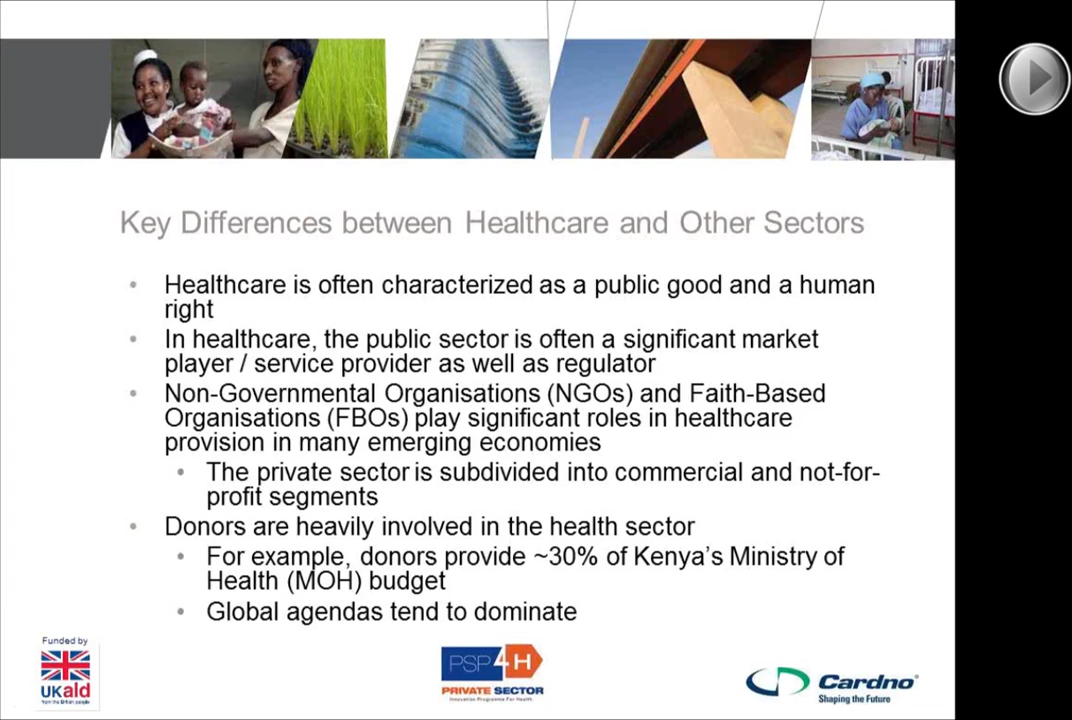 Key Differences between Healthcare and Other Sectors
• Healthcare is often characterized as a public good and a human
right
• In healthcare, the public sector is often a significant market
player / service provider as well as regulator
• Non-Governmental Organisations (NGOs) and Faith-Based
Organisations (FBOs) play significant roles in healthcare
provision in many emerging economies
• The private sector is subdivided into commercial and not-for-
profit segments
• Donors are heavily involved in the health sector
• For example, donors provide ~30% of Kenya's Ministry of
Health (MOH) budget
• Global agendas tend to dominate
Funded by
UKaid
from the British people
PSP4H
PRIVATE SECTOR
Innovation Programme For Health
Cardno®
Shaping the Future